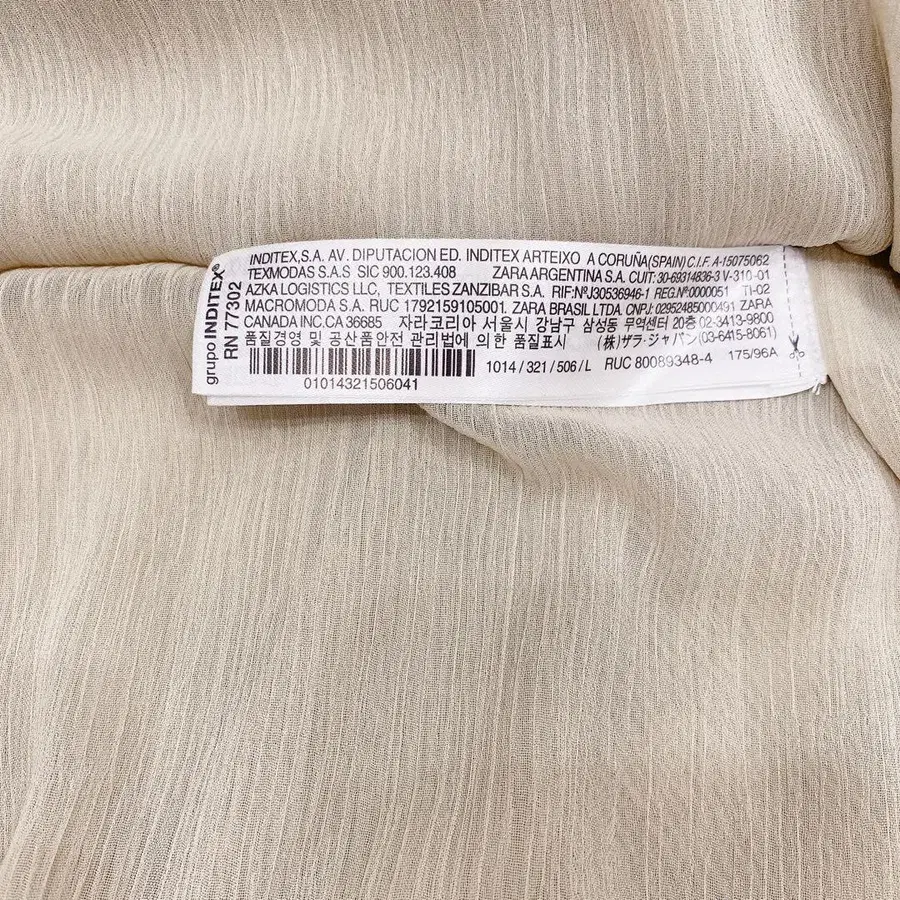 grupo INDITEX®
RN 77302
INDITEX,S.A. AV. DIPUTACION ED. INDITEX ARTEIXO A CORUÑA(SPAIN) C.I.F. A-15075062
TEXMODAS S.A.S SIC 900.123.408 ZARA ARGENTINA S.A. CUIT: 30-69314836-3 V-310-01
AZKA LOGISTICS LLC, TEXTILES ZANZIBAR S.A. RIF:NºJ30536946-1 REG.Nº0000051 TI-02
MACROMODA S.A. RUC 1792159105001. ZARA BRASIL LTDA. CNPJ: 02952485000491 ZARA
CANADA INC.CA 36685 자라코리아 서울시 강남구 삼성동 무역센터 20층 02-3413-9800
품질경영 및 공산품안전 관리법에 의한 품질표시 (株)ザラ・ジャパン(03-6415-8061)
1014 / 321 / 506 / L RUC 80089348-4 175/96A
01014321506041